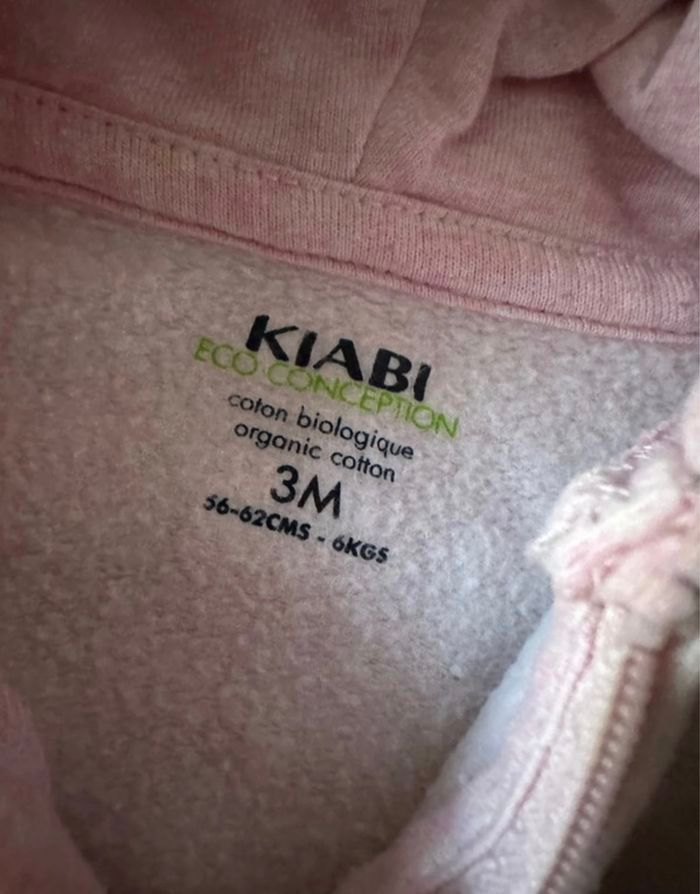 KIABI
ECO CONCEPTION
coton biologique
organic cotton
3M
56-62CMS - 6KGS